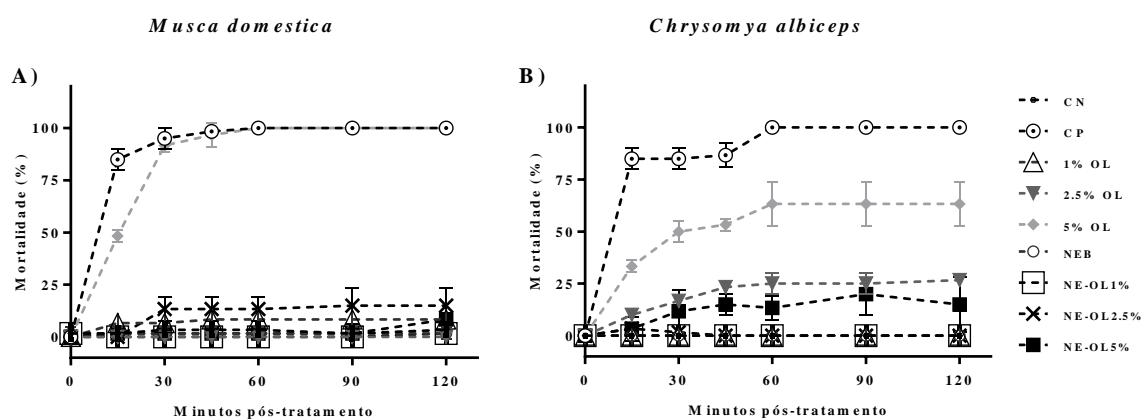 Musca domestica
Chrysomya albiceps
A)
Mortalidade (%)
100
75
50
25
0
0 30 60 90 120
Minutos pós-tratamento
B)
Mortalidade (%)
100
75
50
25
0
0 30 60 90 120
Minutos pós-tratamento
CN
CP
1% OL
2.5% OL
5% OL
NEB
NE-OL1%
NE-OL2.5%
NE-OL5%